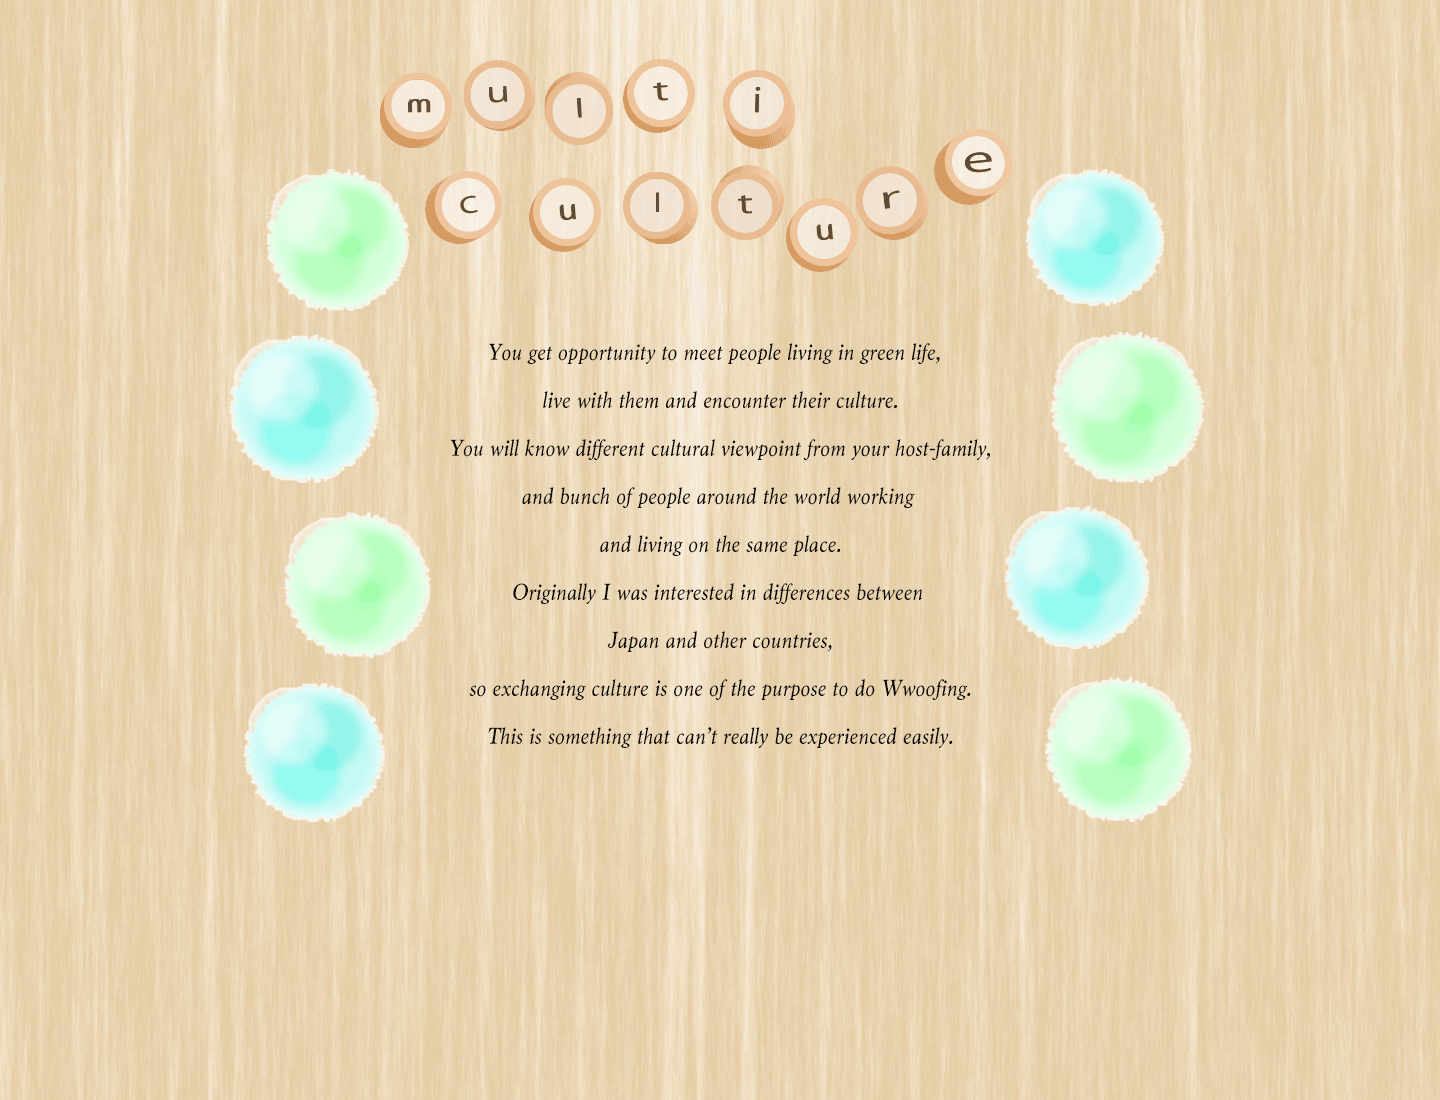 multi
culture
You get opportunity to meet people living in green life,
live with them and encounter their culture.
You will know different cultural viewpoint from your host-family,
and bunch of people around the world working
and living on the same place.
Originally I was interested in differences between
Japan and other countries,
so exchanging culture is one of the purpose to do Wwoofing.
This is something that can’t really be experienced easily.